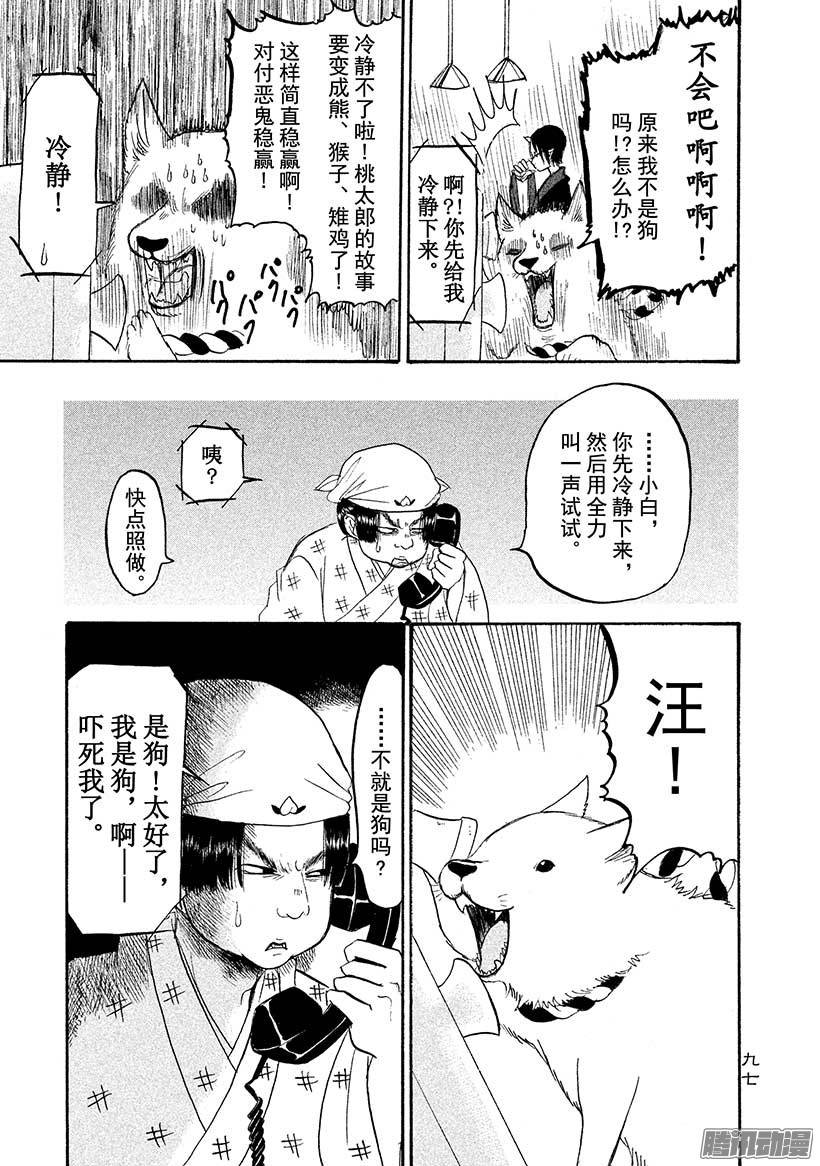 不会吧啊啊啊！
原来我不是狗
吗!?怎么办!?
啊?!你先给我
冷静下来。
冷静不了啦！桃太郎的故事
要变成熊、猴子、雉鸡了！
这样简直稳赢啊！
对付恶鬼稳赢！
パクパク
冷静！
……小白，
你先冷静下来，
然后用全力
叫一声试试。
咦？
快点照做。
汪！
……不就是狗吗？
是狗！太好了，
我是狗，啊——
吓死我了。
九七
腾讯动漫